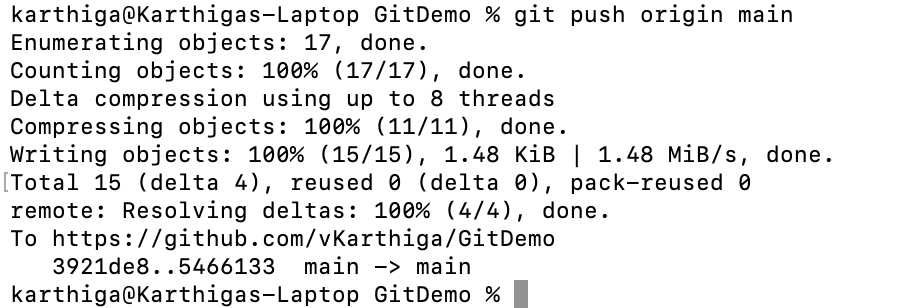 karthiga@Karthigas-Laptop GitDemo % git push origin main
Enumerating objects: 17, done.
Counting objects: 100% (17/17), done.
Delta compression using up to 8 threads
Compressing objects: 100% (11/11), done.
Writing objects: 100% (15/15), 1.48 KiB | 1.48 MiB/s, done.
Total 15 (delta 4), reused 0 (delta 0), pack-reused 0
remote: Resolving deltas: 100% (4/4), done.
To https://github.com/vKarthiga/GitDemo
   3921de8..5466133  main -> main
karthiga@Karthigas-Laptop GitDemo %